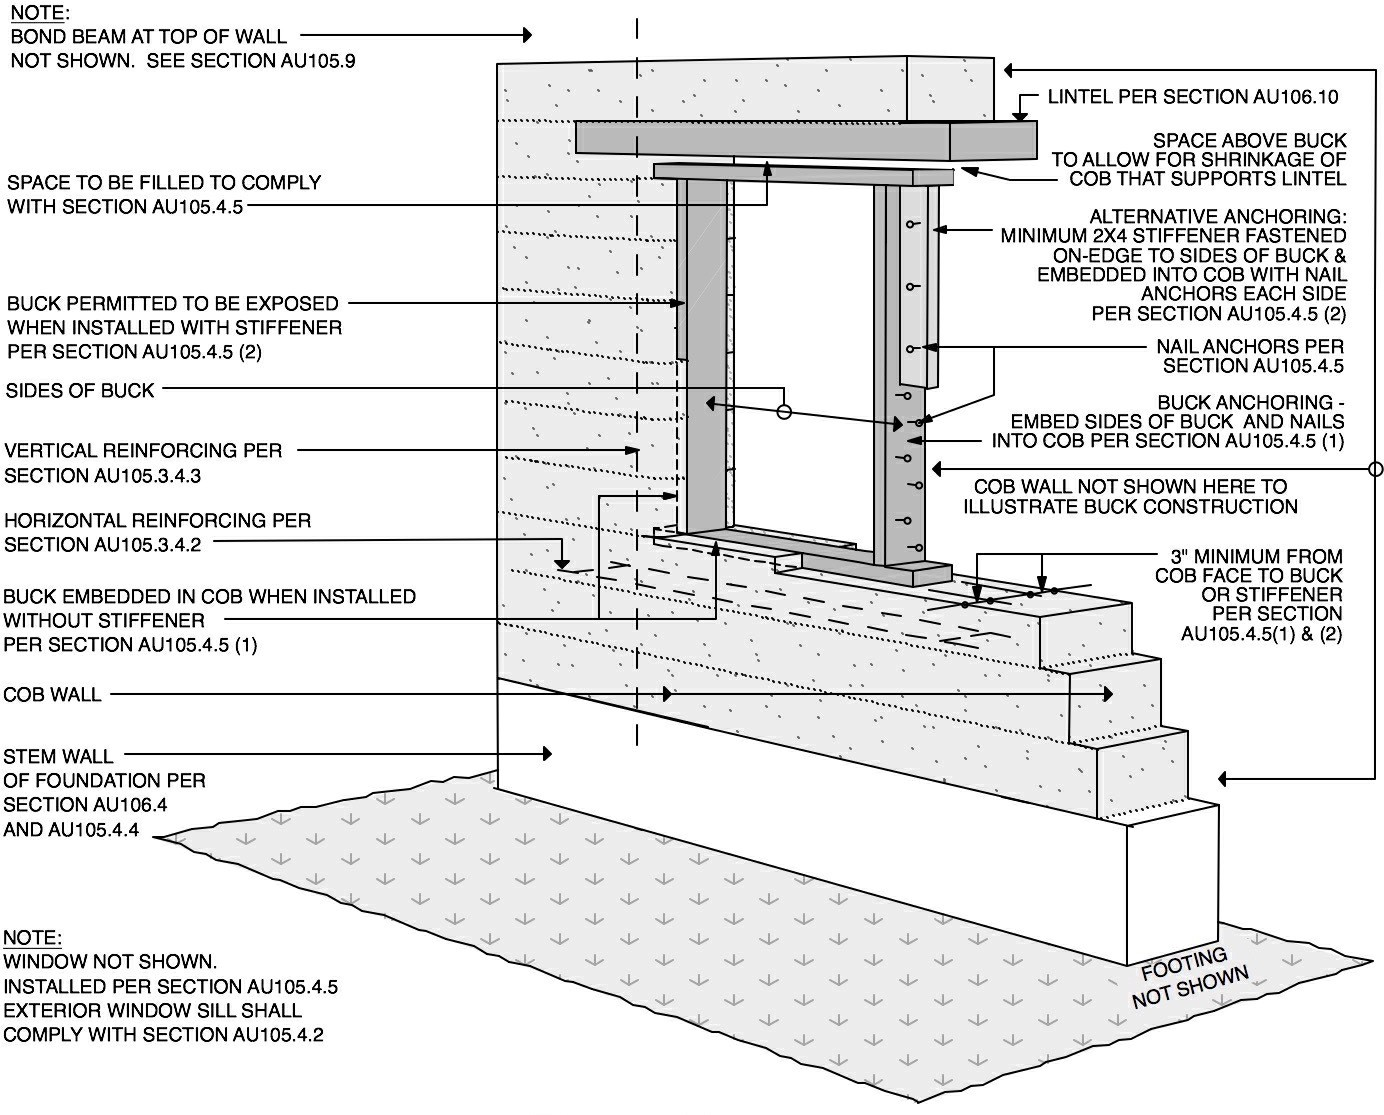 NOTE:
BOND BEAM AT TOP OF WALL
NOT SHOWN.  SEE SECTION AU105.9
SPACE TO BE FILLED TO COMPLY
WITH SECTION AU105.4.5
BUCK PERMITTED TO BE EXPOSED
WHEN INSTALLED WITH STIFFENER
PER SECTION AU105.4.5 (2)
SIDES OF BUCK
VERTICAL REINFORCING PER
SECTION AU105.3.4.3
HORIZONTAL REINFORCING PER
SECTION AU105.3.4.2
BUCK EMBEDDED IN COB WHEN INSTALLED
WITHOUT STIFFENER
PER SECTION AU105.4.5 (1)
COB WALL
STEM WALL
OF FOUNDATION PER
SECTION AU106.4
AND AU105.4.4
NOTE:
WINDOW NOT SHOWN.
INSTALLED PER SECTION AU105.4.5
EXTERIOR WINDOW SILL SHALL
COMPLY WITH SECTION AU105.4.2
LINTEL PER SECTION AU106.10
SPACE ABOVE BUCK
TO ALLOW FOR SHRINKAGE OF
COB THAT SUPPORTS LINTEL
ALTERNATIVE ANCHORING:
MINIMUM 2X4 STIFFENER FASTENED
ON-EDGE TO SIDES OF BUCK &
EMBEDDED INTO COB WITH NAIL
ANCHORS EACH SIDE
PER SECTION AU105.4.5 (2)
NAIL ANCHORS PER
SECTION AU105.4.5
BUCK ANCHORING -
EMBED SIDES OF BUCK  AND NAILS
INTO COB PER SECTION AU105.4.5 (1)
COB WALL NOT SHOWN HERE TO
ILLUSTRATE BUCK CONSTRUCTION
3" MINIMUM FROM
COB FACE TO BUCK
OR STIFFENER
PER SECTION
AU105.4.5(1) & (2)
FOOTING
NOT SHOWN